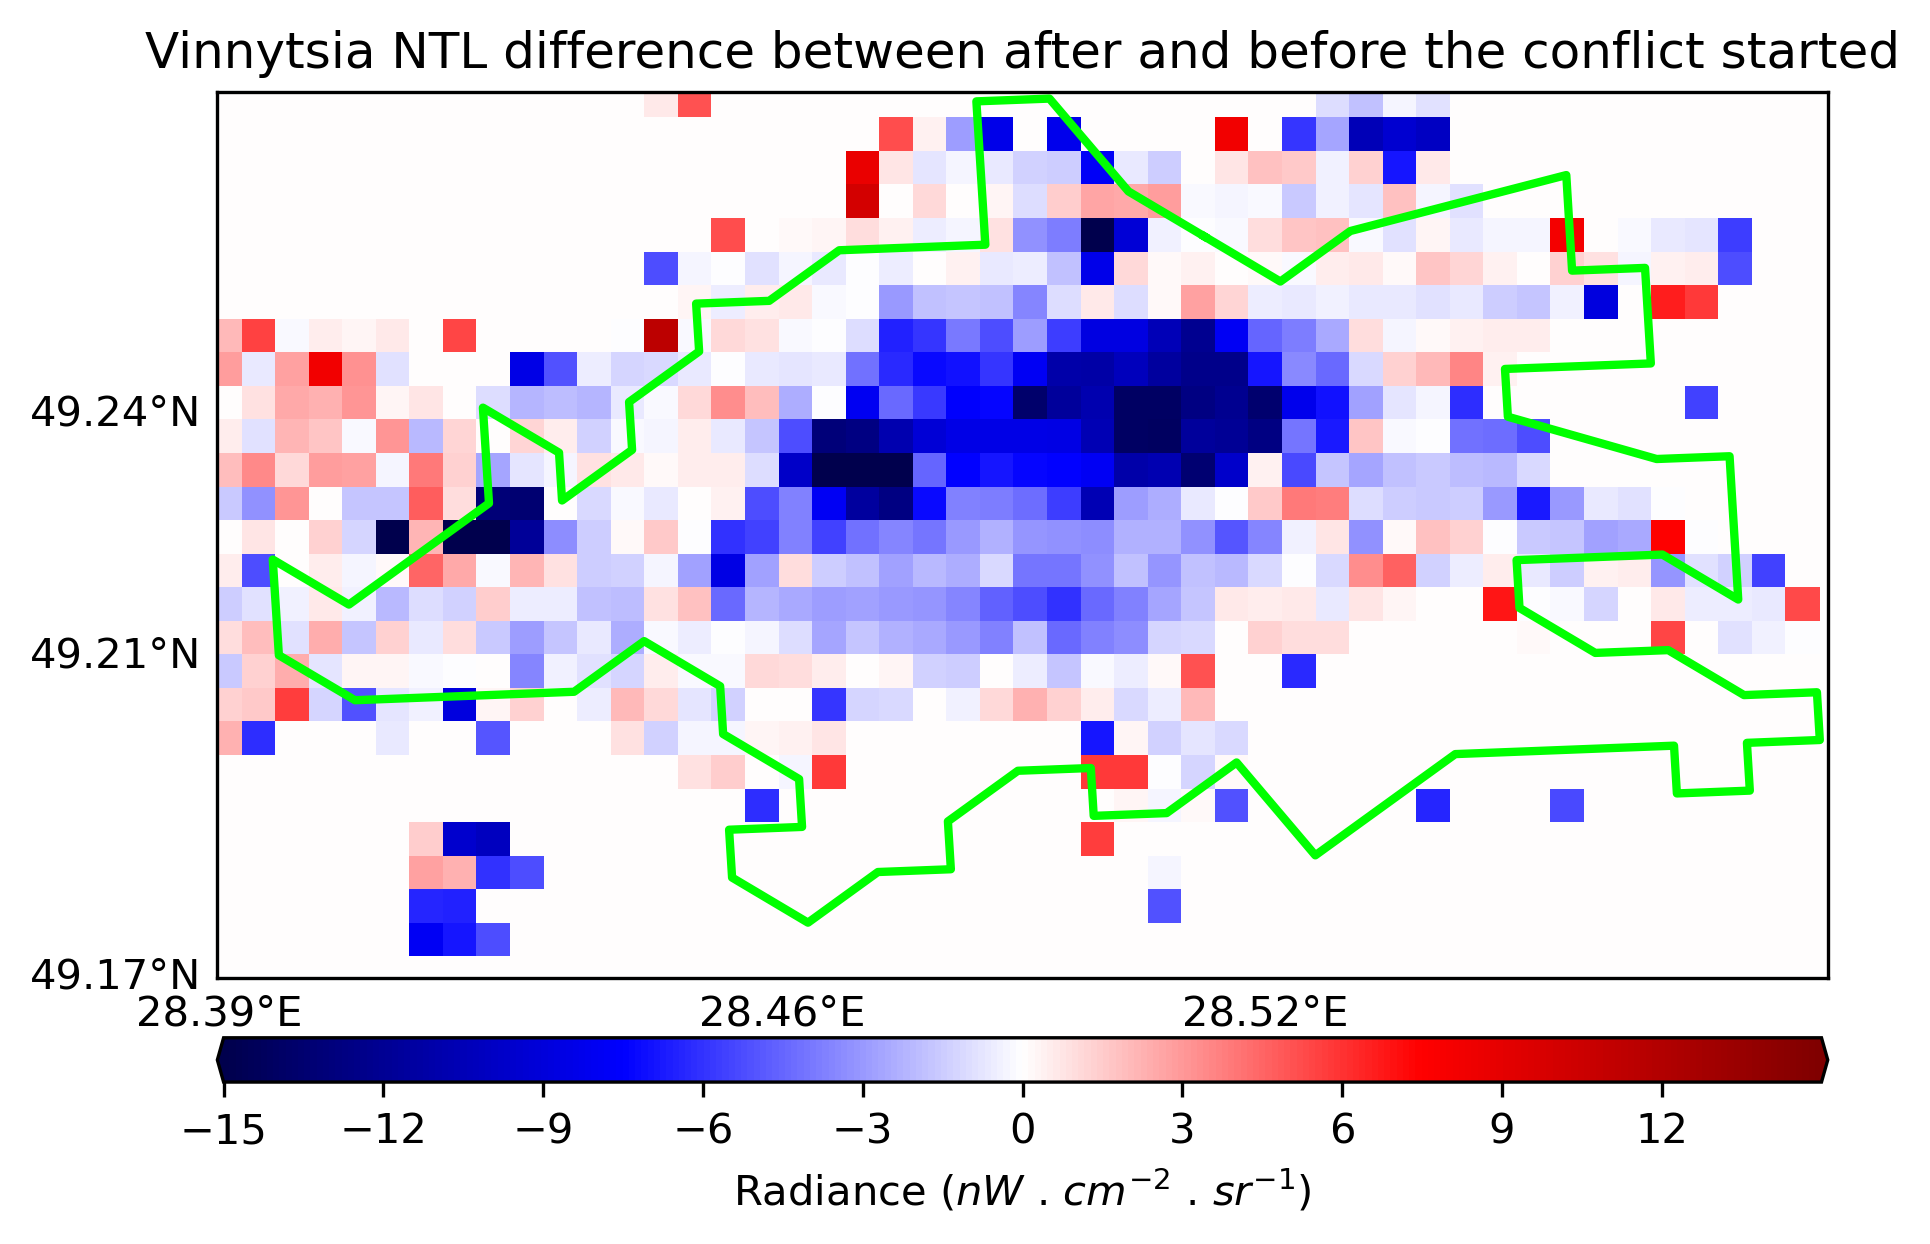 Vinnytsia NTL difference between after and before the conflict started
49.24°N
49.21°N
49.17°N
28.39°E 28.46°E 28.52°E
−15 −12 −9 −6 −3 0 3 6 9 12
Radiance (nW . cm⁻² . sr⁻¹)